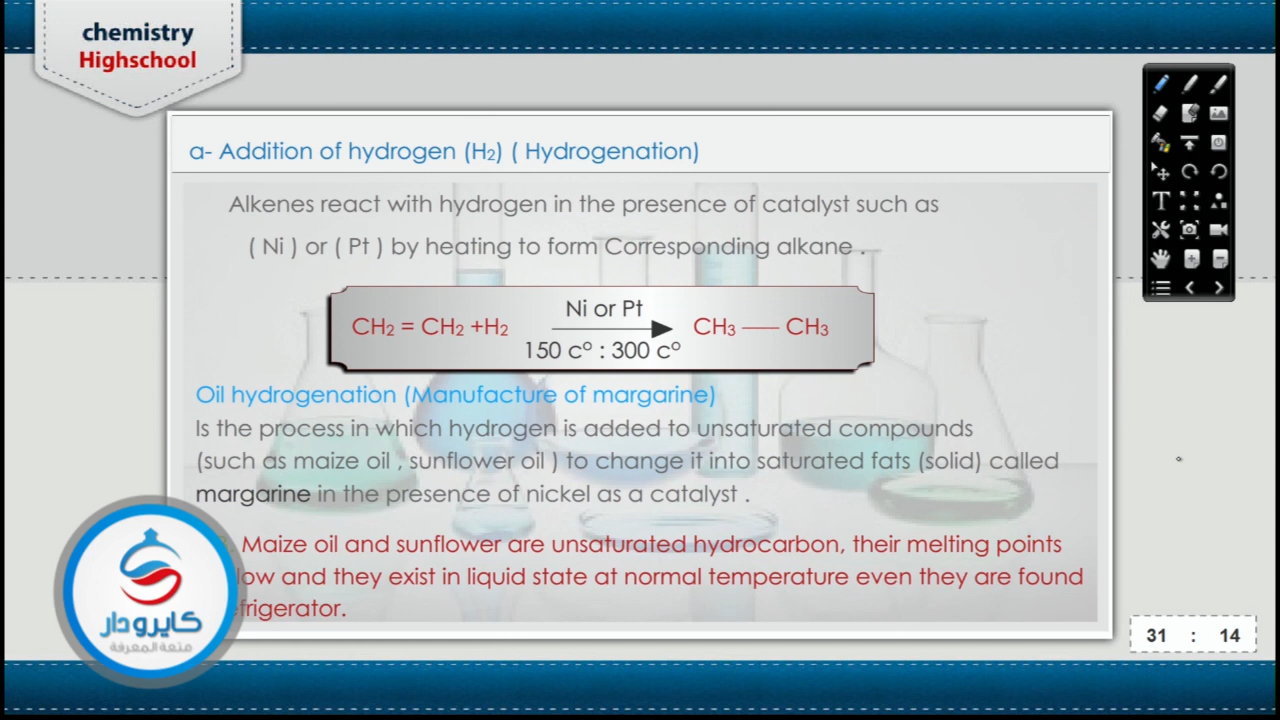 chemistry
Highschool
a- Addition of hydrogen (H₂) ( Hydrogenation)
Alkenes react with hydrogen in the presence of catalyst such as
( Ni ) or ( Pt ) by heating to form Corresponding alkane .
CH₂ = CH₂ +H₂ Ni or Pt 150 c° : 300 c° CH₃ — CH₃
Oil hydrogenation (Manufacture of margarine)
Is the process in which hydrogen is added to unsaturated compounds
(such as maize oil , sunflower oil ) to change it into saturated fats (solid) called
margarine in the presence of nickel as a catalyst .
Maize oil and sunflower are unsaturated hydrocarbon, their melting points
low and they exist in liquid state at normal temperature even they are found
كايرودار
متعة المعرفة
31 : 14